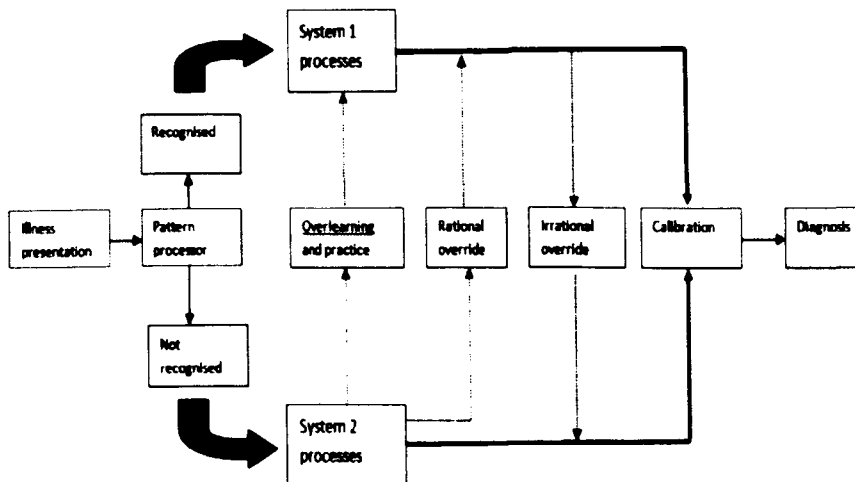 System 1
processes
Recognised
Illness
presentation
Pattern
processor
Overlearning
and practice
Rational
override
Irrational
override
Callibration
Diagnosis
Not
recognised
System 2
processes